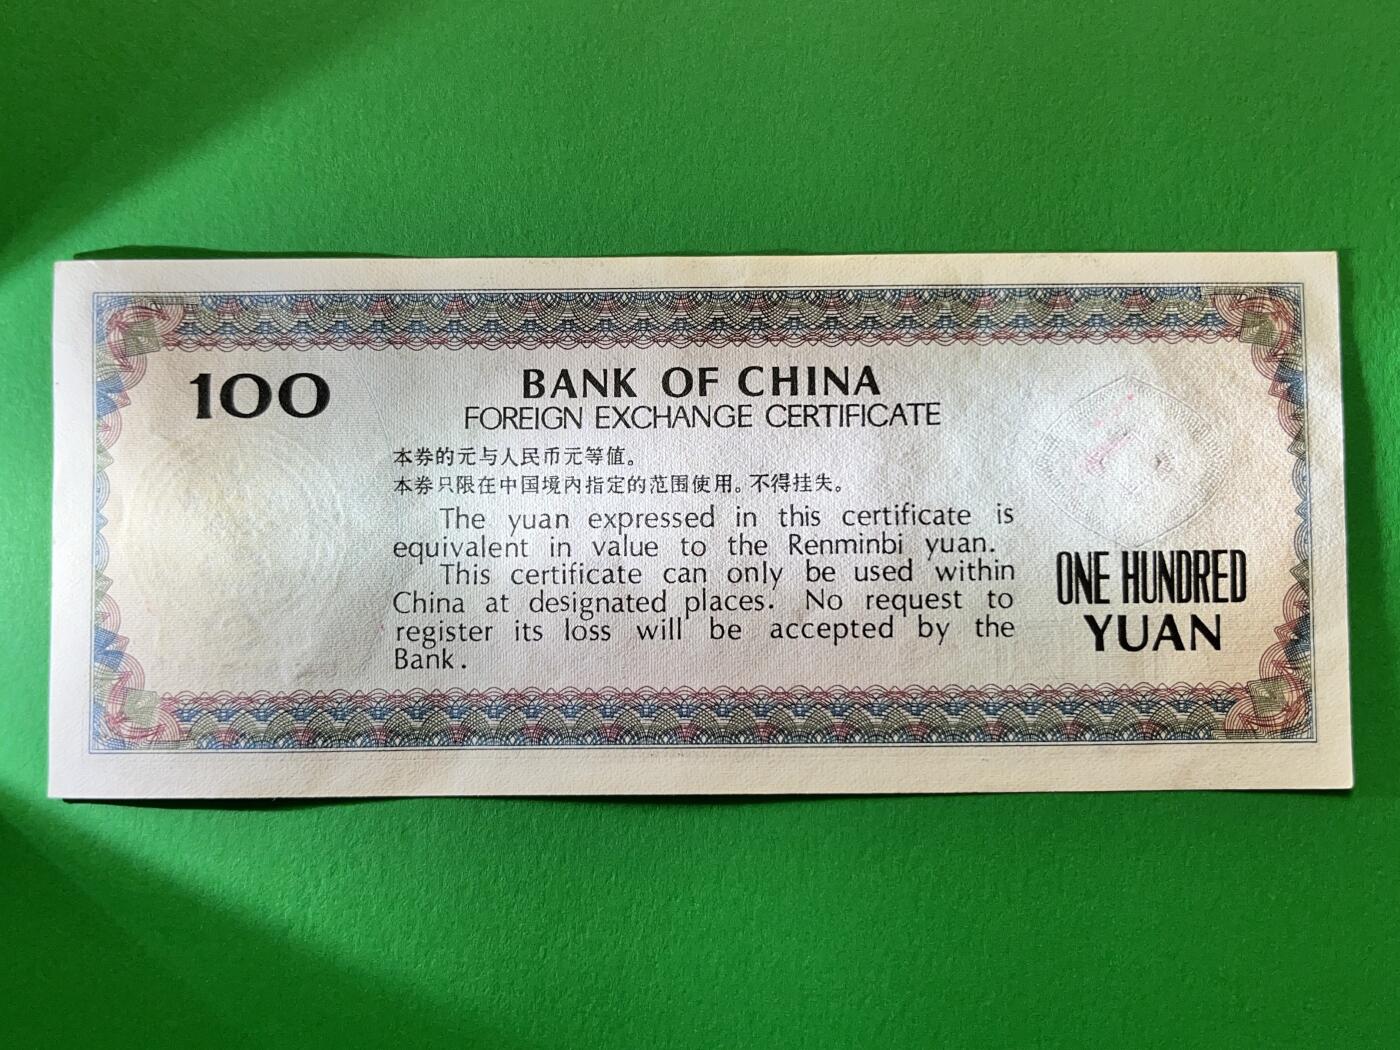 100
BANK OF CHINA
FOREIGN EXCHANGE CERTIFICATE
本券的元与人民币元等值。
本券只限在中国境内指定的范围使用。不得挂失。
The yuan expressed in this certificate is
equivalent in value to the Renminbi yuan.
This certificate can only be used within
China at designated places. No request to
register its loss will be accepted by the
Bank.
ONE HUNDRED
YUAN